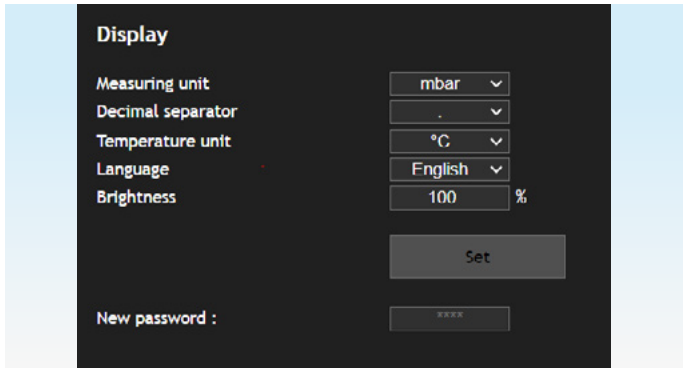 Display
Measuring unit mbar
Decimal separator .
Temperature unit °C
Language English
Brightness 100 %
Set
New password : ****